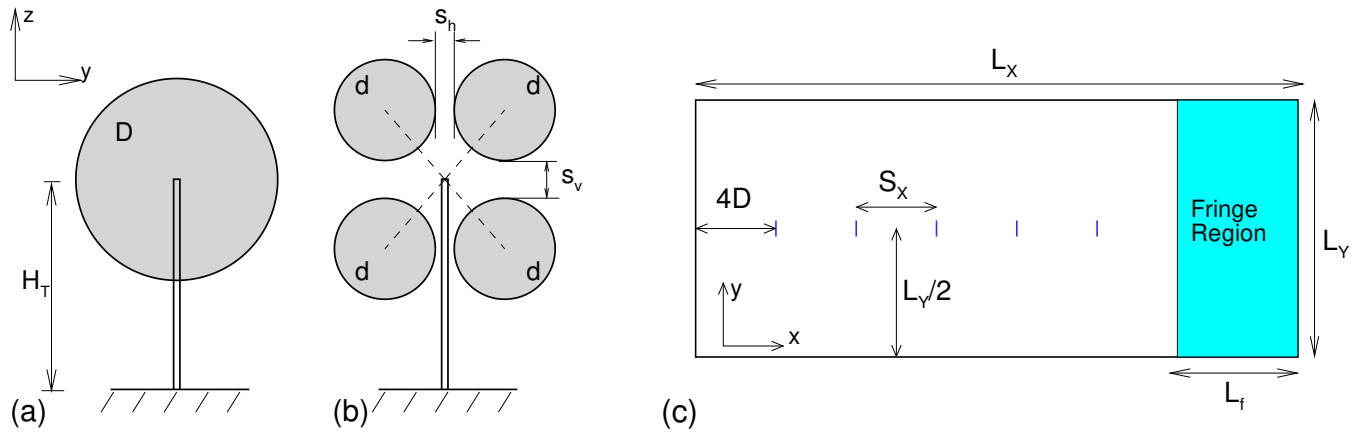 z
y
D
H_T
(a)
s_h
d
d
s_v
d
d
(b)
L_X
4D
S_X
Fringe
Region
L_Y
L_Y/2
y
x
L_f
(c)